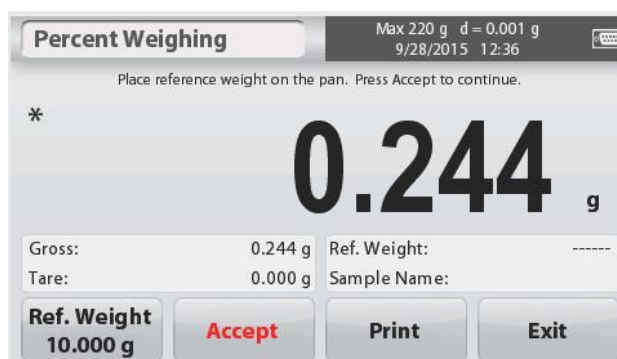 Percent Weighing
Max 220 g d = 0.001 g
9/28/2015 12:36
Place reference weight on the pan. Press Accept to continue.
*
0.244 g
Gross: 0.244 g Ref. Weight: ------
Tare: 0.000 g Sample Name:
Ref. Weight
10.000 g
Accept
Print
Exit